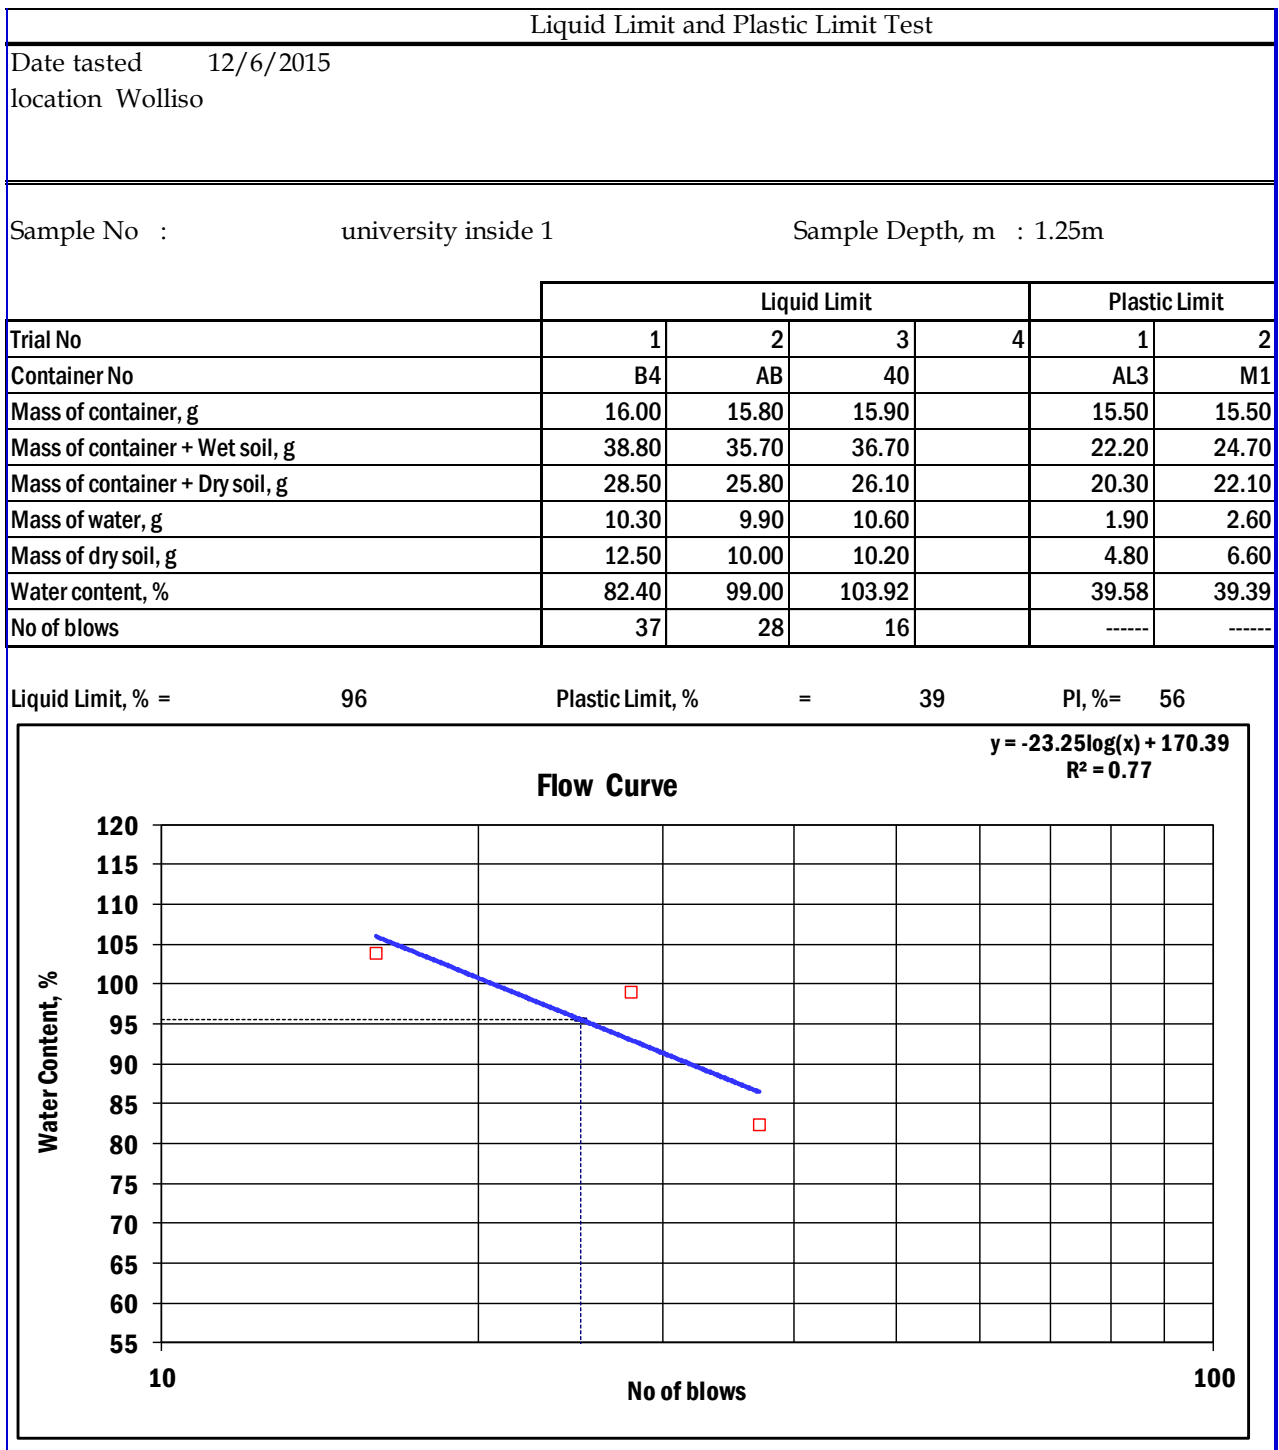 Liquid Limit and Plastic Limit Test
Date tasted 12/6/2015
location Wolliso
Sample No : university inside 1 Sample Depth, m : 1.25m
Liquid Limit Plastic Limit
Trial No 1 2 3 4 1 2
Container No B4 AB 40 AL3 M1
Mass of container, g 16.00 15.80 15.90 15.50 15.50
Mass of container + Wet soil, g 38.80 35.70 36.70 22.20 24.70
Mass of container + Dry soil, g 28.50 25.80 26.10 20.30 22.10
Mass of water, g 10.30 9.90 10.60 1.90 2.60
Mass of dry soil, g 12.50 10.00 10.20 4.80 6.60
Water content, % 82.40 99.00 103.92 39.58 39.39
No of blows 37 28 16 ------ ------
Liquid Limit, % = 96 Plastic Limit, % = 39 PI, %= 56
y = -23.25log(x) + 170.39
R² = 0.77
Flow Curve
Water Content, %
120
115
110
105
100
95
90
85
80
75
70
65
60
55
10 100
No of blows